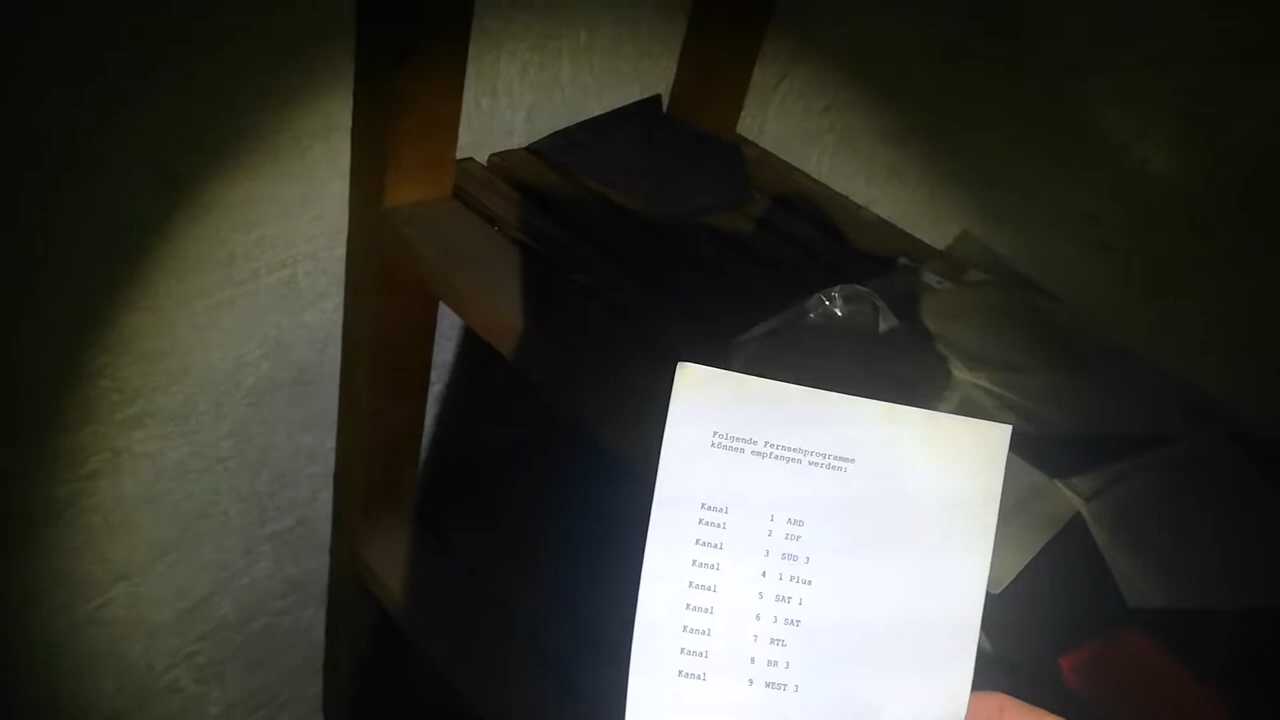 Folgende Fernsehprogramme
können empfangen werden:
Kanal 1 ARD
Kanal 2 ZDF
Kanal 3 SÜD 3
Kanal 4 1 Plus
Kanal 5 SAT 1
Kanal 6 3 SAT
Kanal 7 RTL
Kanal 8 BR 3
Kanal 9 WEST 3